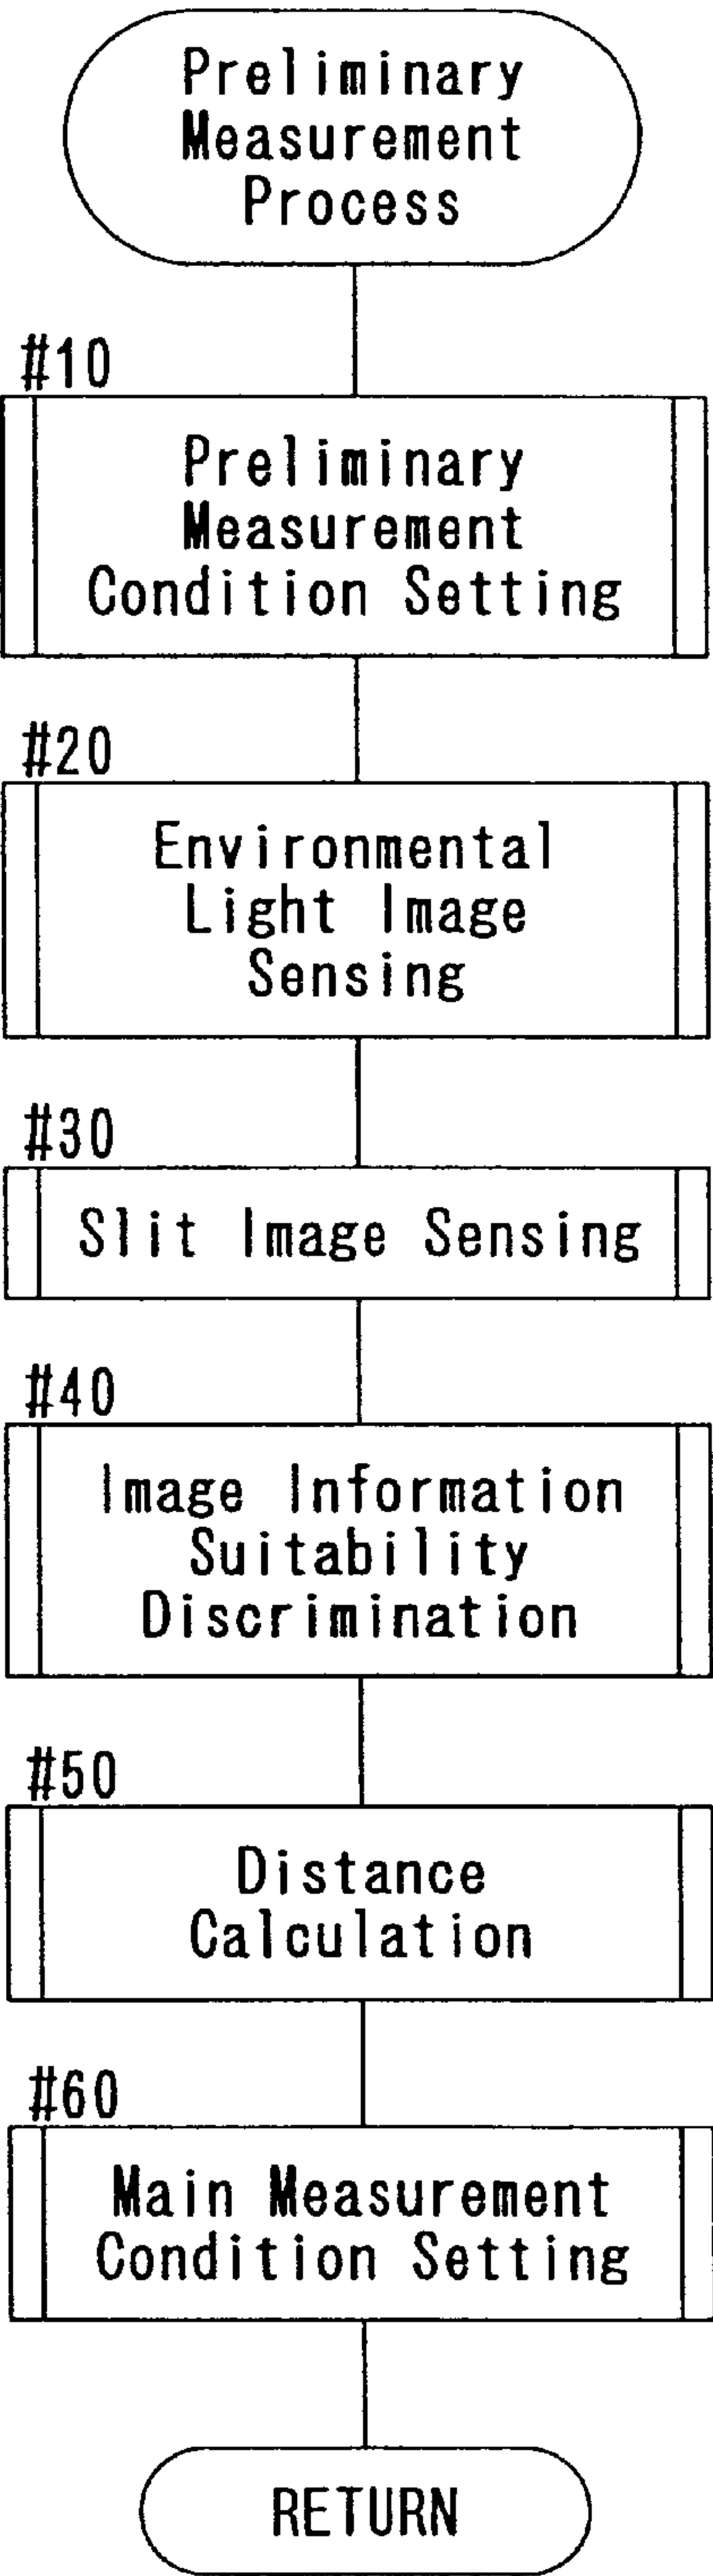 Preliminary
Measurement
Process
#10
Preliminary
Measurement
Condition Setting
#20
Environmental
Light Image
Sensing
#30
Slit Image Sensing
#40
Image Information
Suitability
Discrimination
#50
Distance
Calculation
#60
Main Measurement
Condition Setting
RETURN